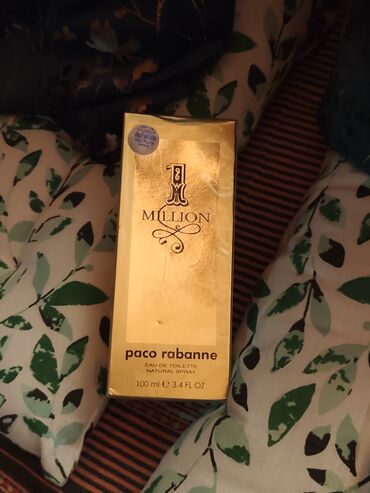 1
MILLION
paco rabanne
EAU DE TOILETTE
NATURAL SPRAY
100 ml ℮ 3.4 FL OZ